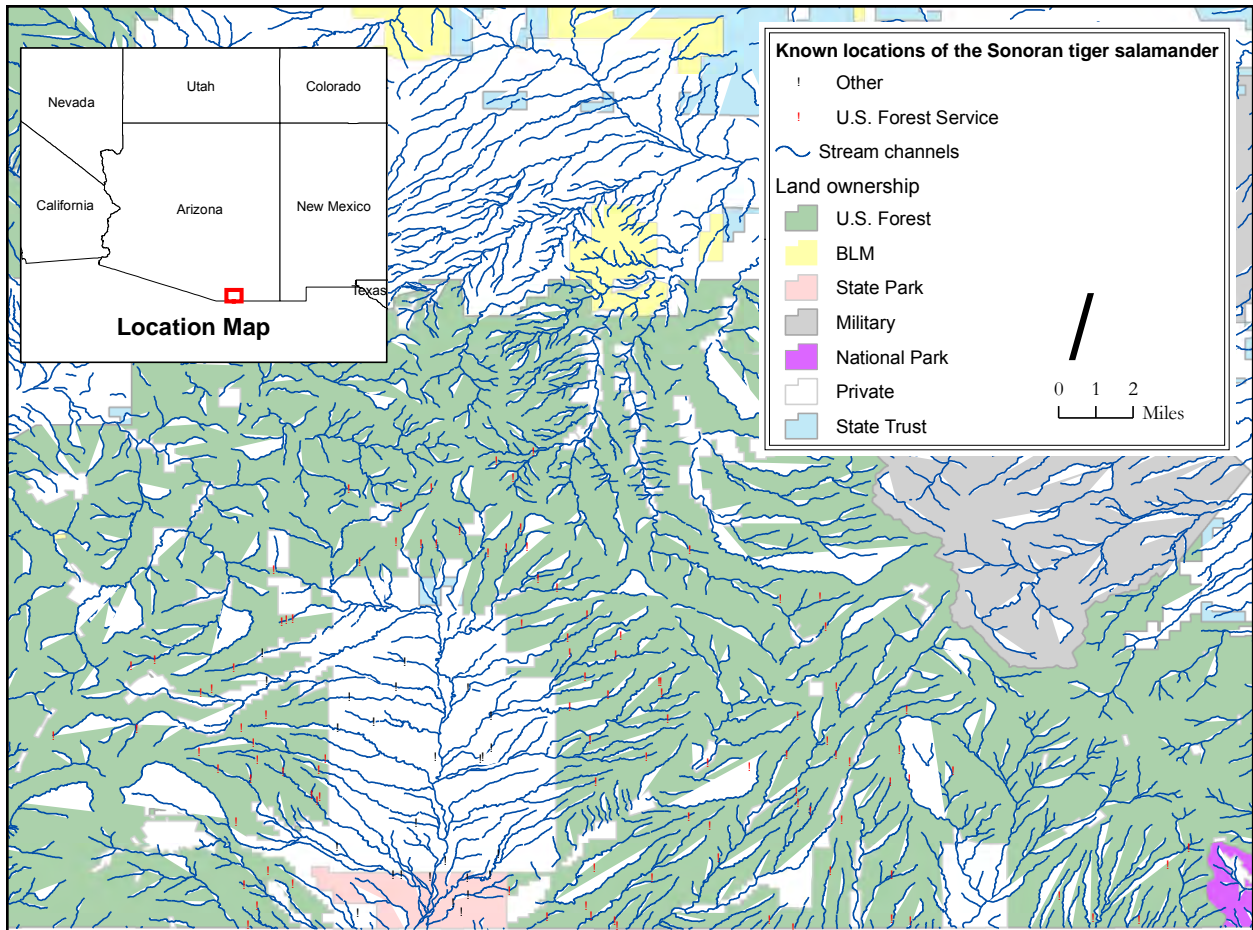 Nevada
Utah
Colorado
California
Arizona
New Mexico
Texas
Location Map
Known locations of the Sonoran tiger salamander
! Other
! U.S. Forest Service
Stream channels
Land ownership
U.S. Forest
BLM
State Park
Military
National Park
Private
State Trust
0 1 2
Miles